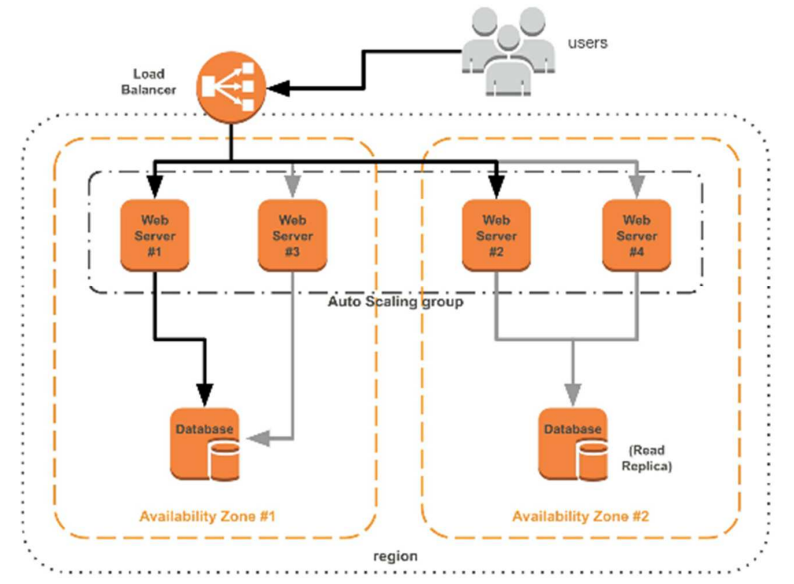 users
Load
Balancer
Web
Server
#1
Web
Server
#3
Web
Server
#2
Web
Server
#4
Auto Scaling group
Database
Database
(Read
Replica)
Availability Zone #1
Availability Zone #2
region